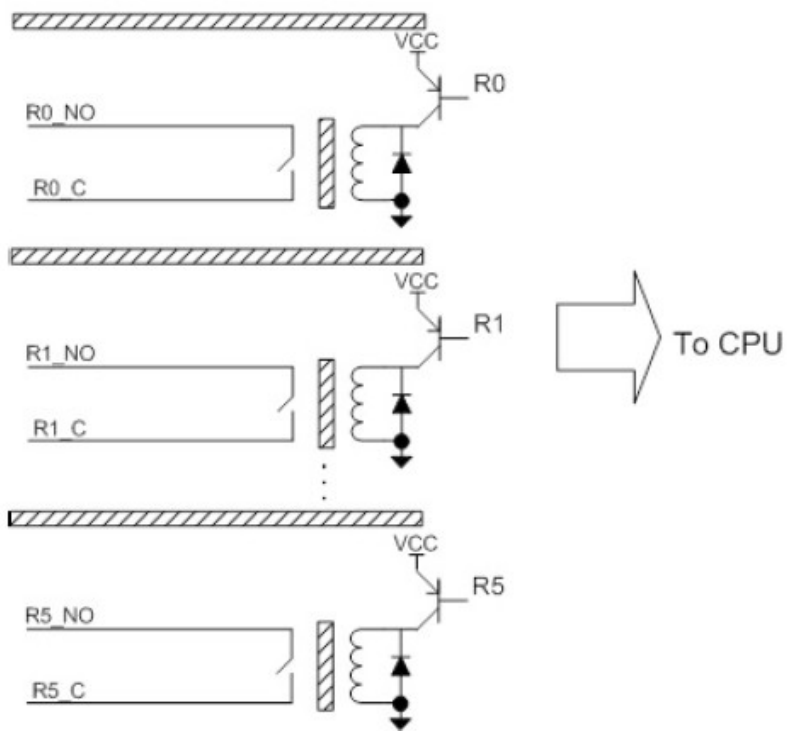 VCC
R0
R0_NO
R0_C
VCC
R1
R1_NO
R1_C
To CPU
VCC
R5
R5_NO
R5_C